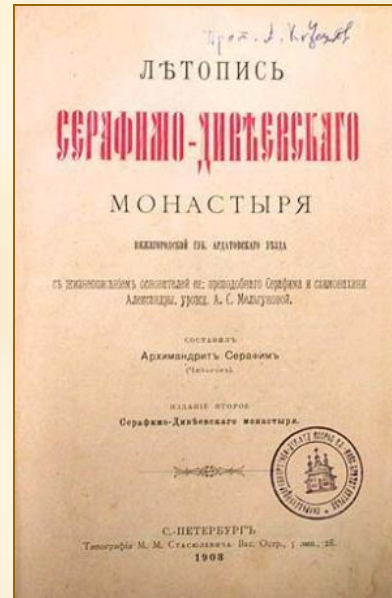 ЛѢТОПИСЬ
СЕРАФИМО-ДИВѢЕВСКАГО
МОНАСТЫРЯ
НИЖЕГОРОДСКОЙ ГУБ. АРДАТОВСКАГО УѢЗДА
съ жизнеописаніемъ основателей ея: преподобнаго Серафима и схимонахини
Александры, урожд. А. С. Мельгуновой.
СОСТАВИЛЪ
Архимандритъ Серафимъ
(Чичаговъ).
ИЗДАНІЕ ВТОРОЕ
Серафимо-Дивѣевскаго монастыря.
С.-ПЕТЕРБУРГЪ
Типографія М. М. Стасюлевича. Вас. Остр., 5 лин., 28.
1903